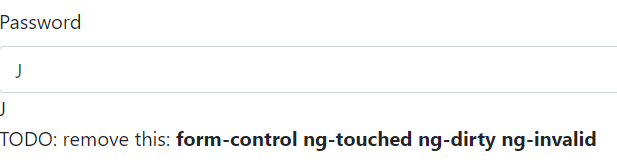 Password
J
J
TODO: remove this: form-control ng-touched ng-dirty ng-invalid